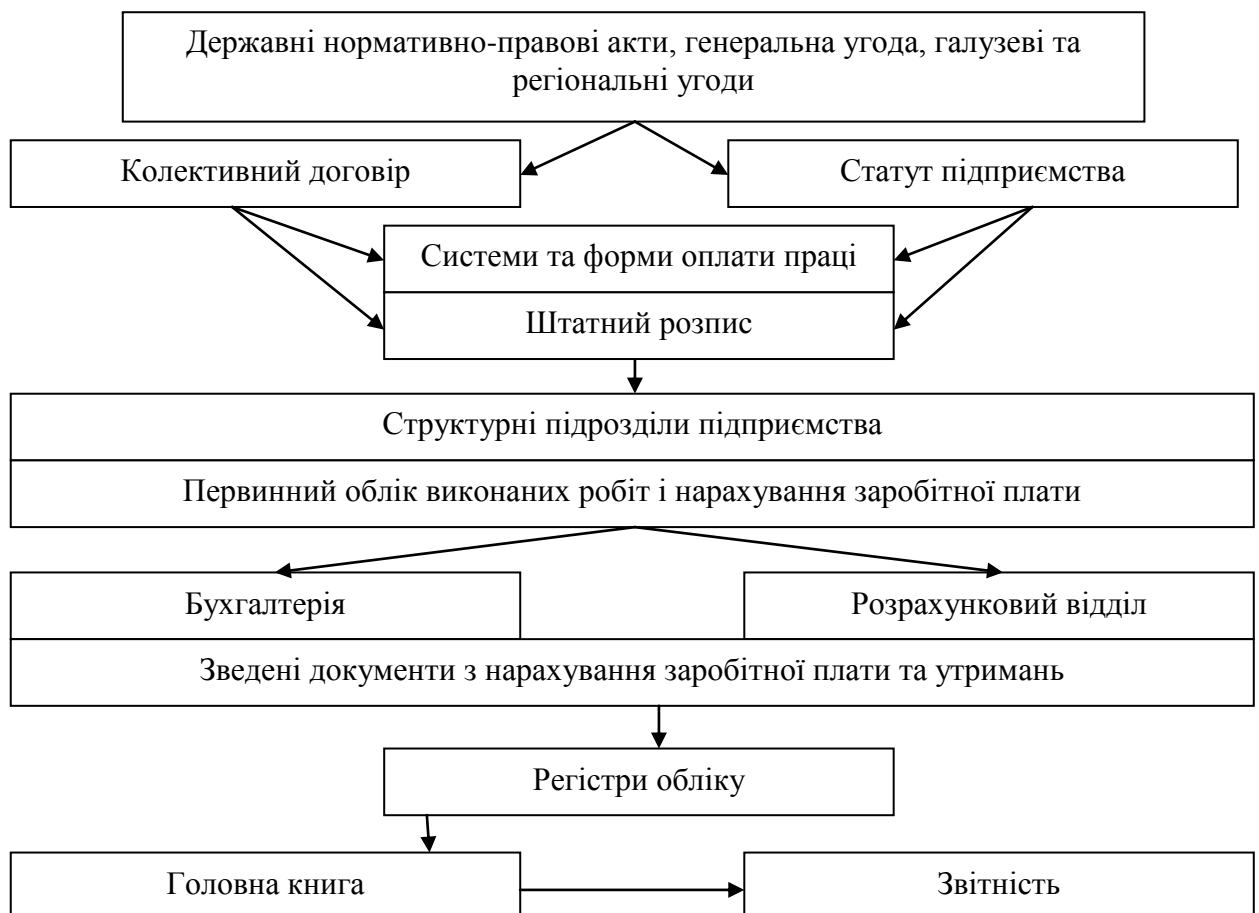 Державні нормативно-правові акти, генеральна угода, галузеві та
регіональні угоди
Колективний договір
Статут підприємства
Системи та форми оплати праці
Штатний розпис
Структурні підрозділи підприємства
Первинний облік виконаних робіт і нарахування заробітної плати
Бухгалтерія
Розрахунковий відділ
Зведені документи з нарахування заробітної плати та утримань
Регістри обліку
Головна книга
Звітність